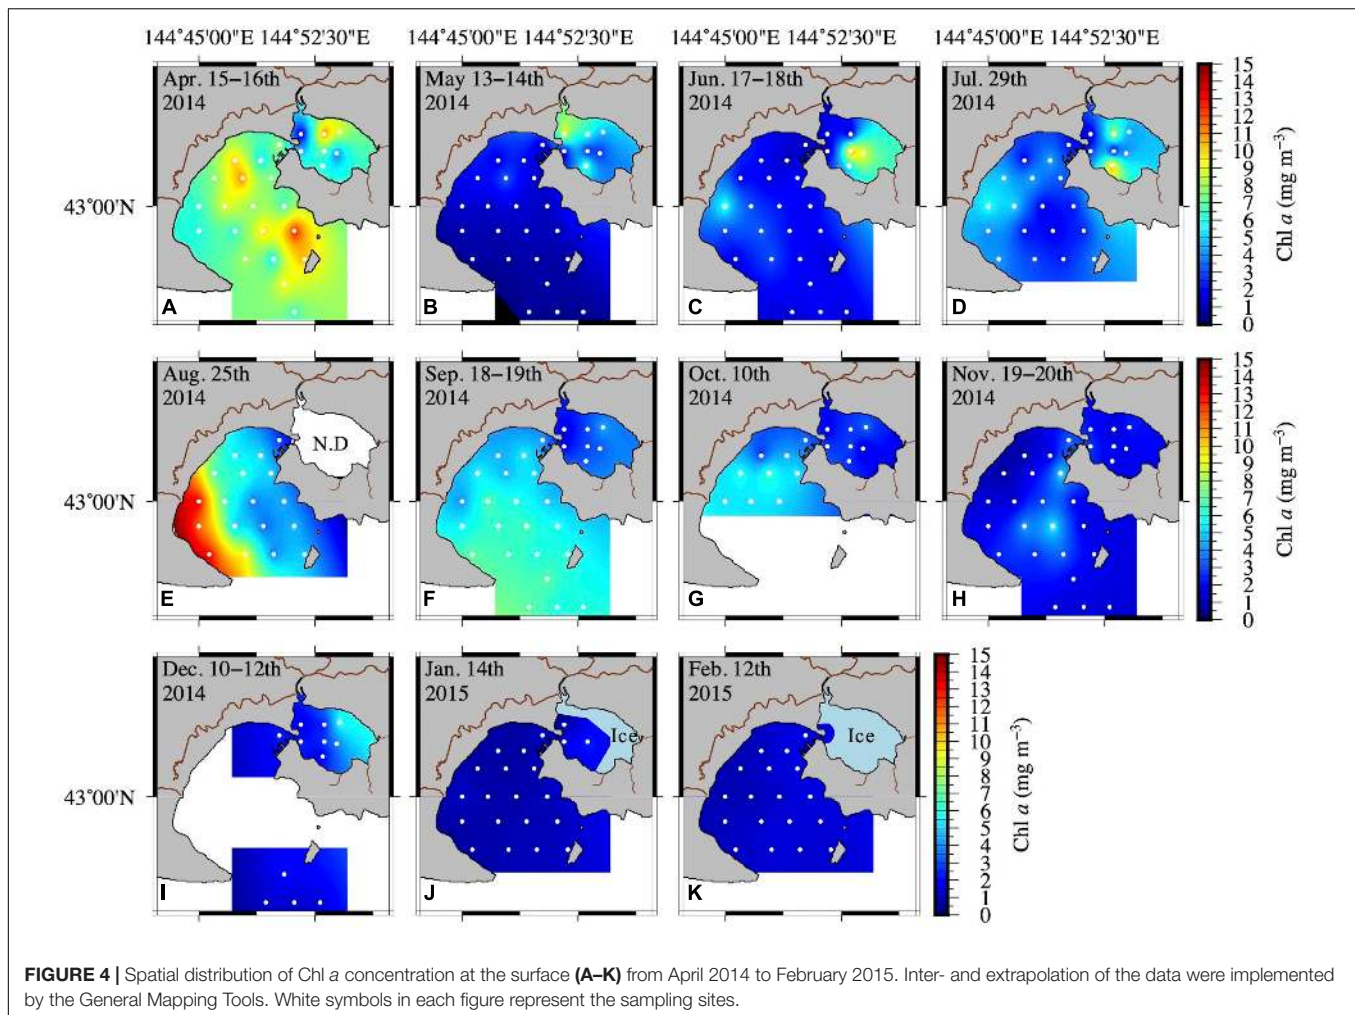 144°45'00"E 144°52'30"E 144°45'00"E 144°52'30"E 144°45'00"E 144°52'30"E 144°45'00"E 144°52'30"E
Apr. 15−16th
2014
A
May 13−14th
2014
B
Jun. 17−18th
2014
C
Jul. 29th
2014
D
43°00'N
15
14
13
12
11
10
9
8
7
6
5
4
3
2
1
0
Chl a (mg m⁻³)
Aug. 25th
2014
N.D
E
Sep. 18−19th
2014
F
Oct. 10th
2014
G
Nov. 19−20th
2014
H
43°00'N
15
14
13
12
11
10
9
8
7
6
5
4
3
2
1
0
Chl a (mg m⁻³)
Dec. 10−12th
2014
I
Jan. 14th
2015
Ice
J
Feb. 12th
2015
Ice
K
43°00'N
15
14
13
12
11
10
9
8
7
6
5
4
3
2
1
0
Chl a (mg m⁻³)
FIGURE 4 | Spatial distribution of Chl a concentration at the surface (A–K) from April 2014 to February 2015. Inter- and extrapolation of the data were implemented
by the General Mapping Tools. White symbols in each figure represent the sampling sites.